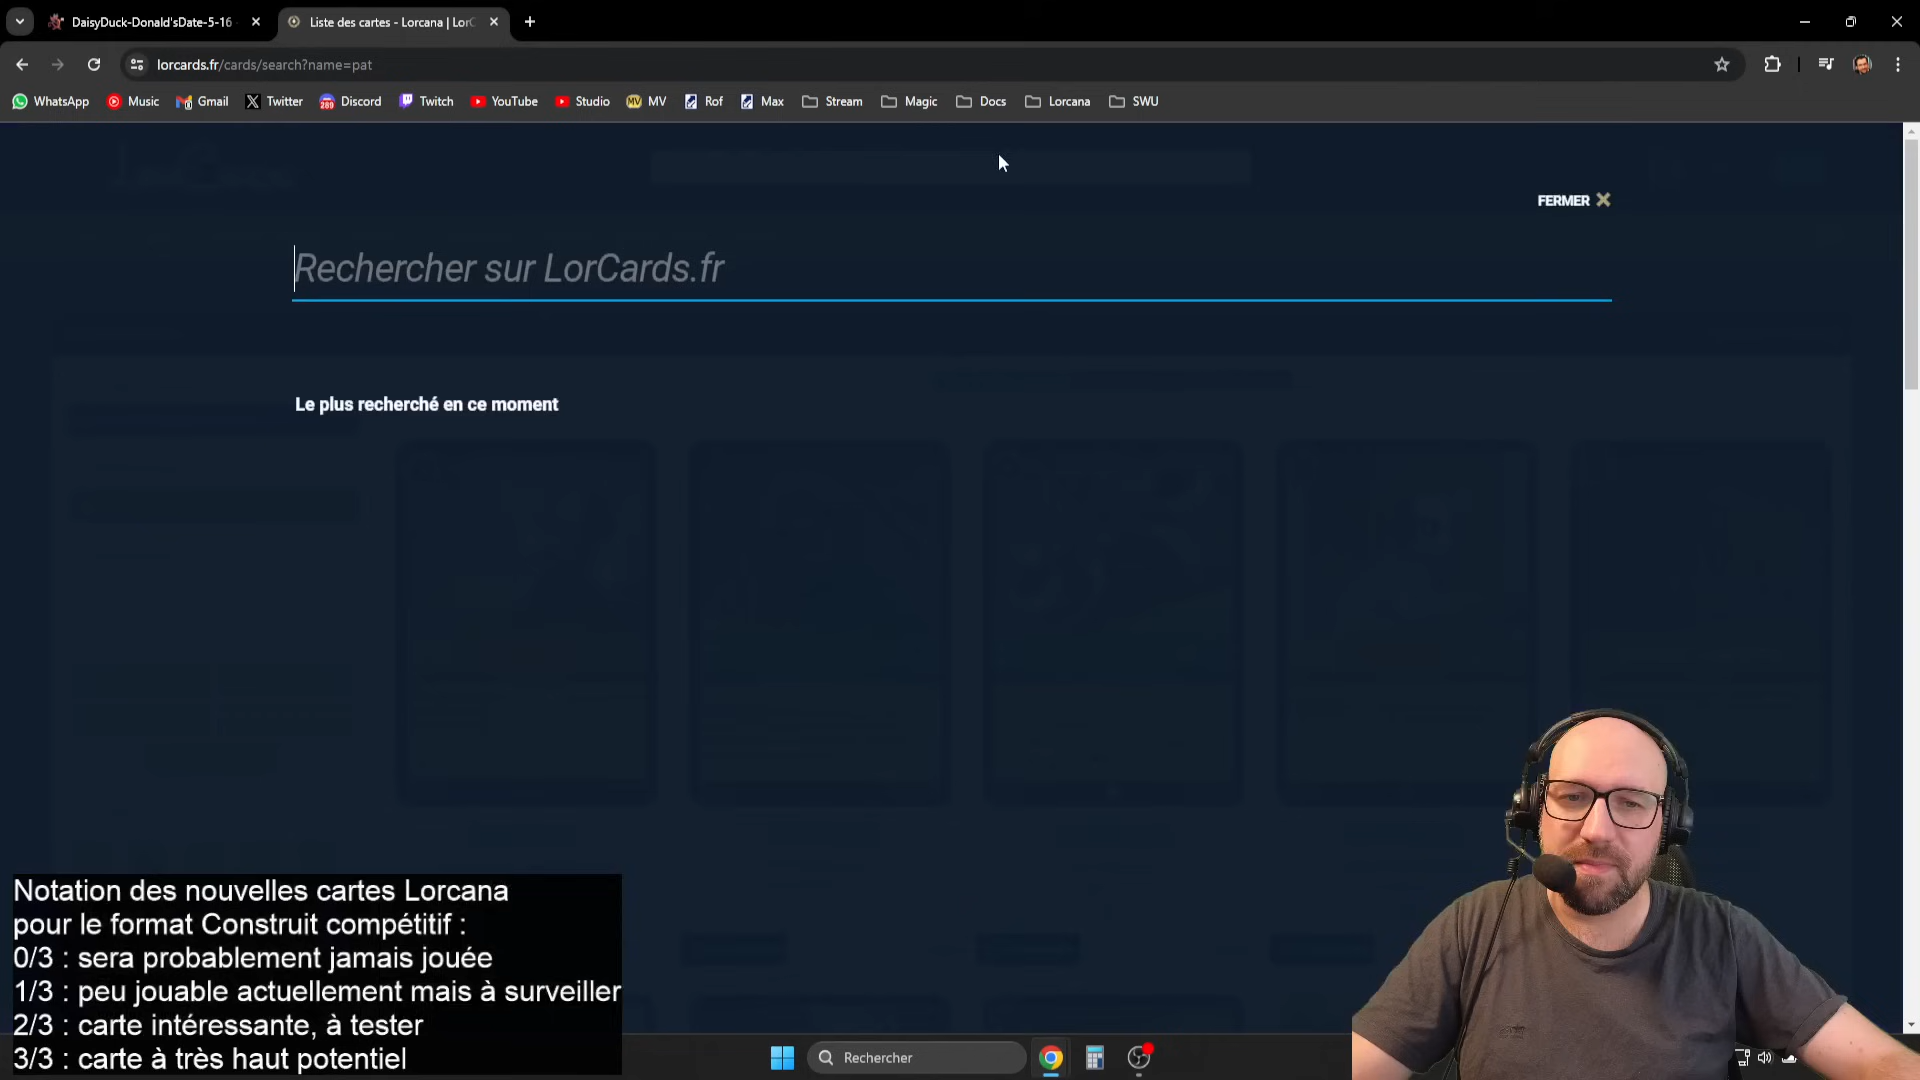 DaisyDuck-Donald'sDate-5-16
Liste des cartes - Lorcana | Lor
lorcards.fr/cards/search?name=pat
WhatsApp
Music
Gmail
Twitter
289
Discord
Twitch
YouTube
Studio
MV
MV
Rof
Max
Stream
Magic
Docs
Lorcana
SWU
FERMER
Rechercher sur LorCards.fr
Le plus recherché en ce moment
Notation des nouvelles cartes Lorcana
pour le format Construit compétitif :
0/3 : sera probablement jamais jouée
1/3 : peu jouable actuellement mais à surveiller
2/3 : carte intéressante, à tester
3/3 : carte à très haut potentiel
Rechercher